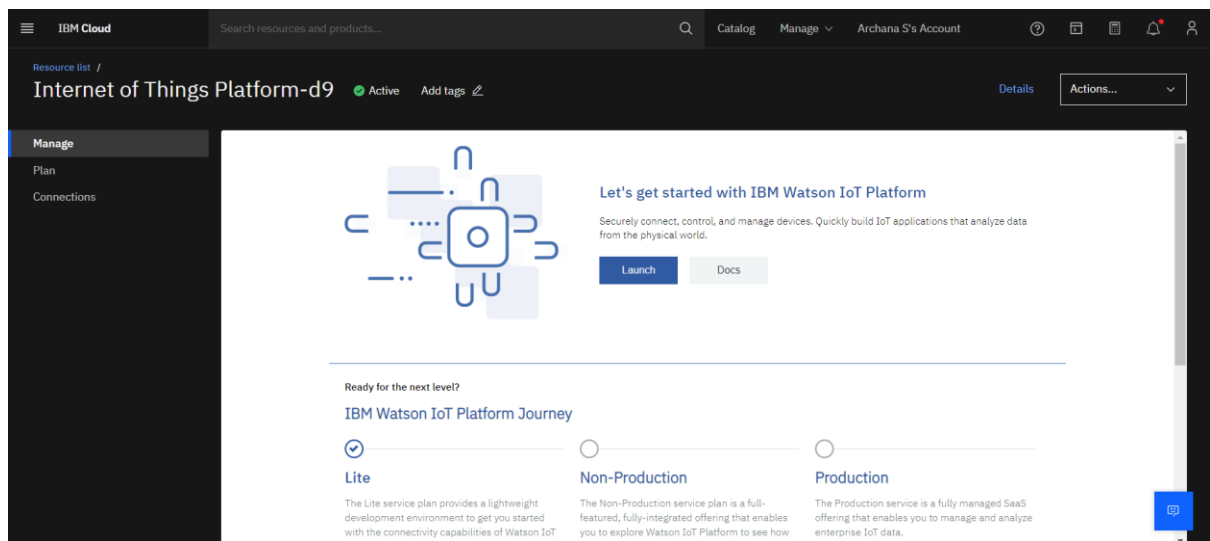 IBM Cloud
Search resources and products...
Catalog
Manage
Archana S's Account
Resource list /
Internet of Things Platform-d9
Active
Add tags
Details
Actions...
Manage
Plan
Connections
Let's get started with IBM Watson IoT Platform
Securely connect, control, and manage devices. Quickly build IoT applications that analyze data
from the physical world.
Launch
Docs
Ready for the next level?
IBM Watson IoT Platform Journey
Lite
The Lite service plan provides a lightweight
development environment to get you started
with the connectivity capabilities of Watson IoT
Non-Production
The Non-Production service plan is a full-
featured, fully-integrated offering that enables
you to explore Watson IoT Platform to see how
Production
The Production service is a fully managed SaaS
offering that enables you to manage and analyze
enterprise IoT data.